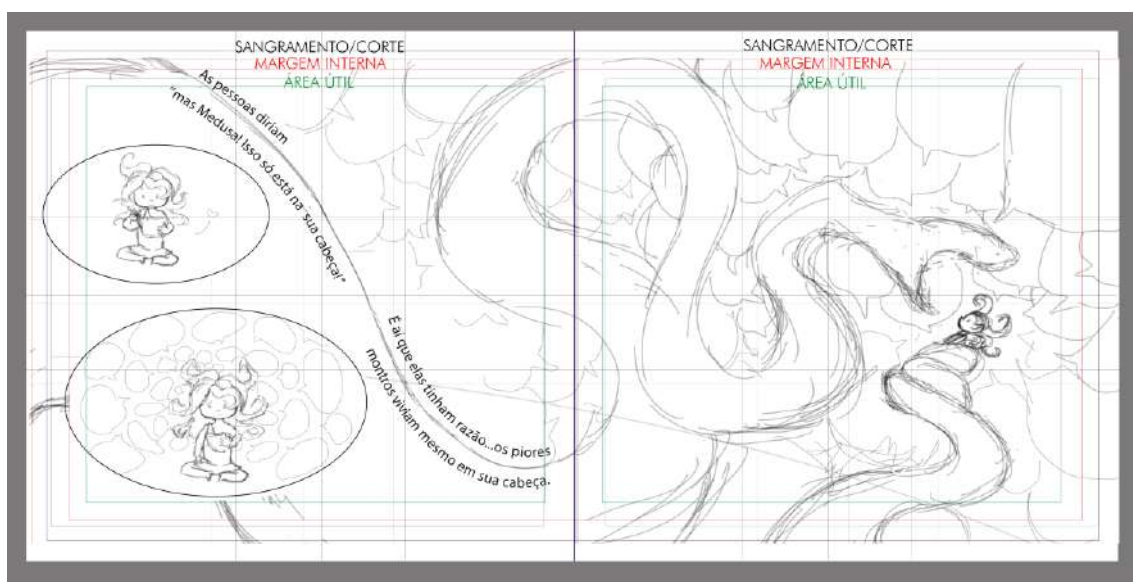 SANGRAMENTO/CORTE
MARGEM INTERNA
ÁREA ÚTIL
SANGRAMENTO/CORTE
MARGEM INTERNA
ÁREA ÚTIL
As pessoas diriam
"mas Medusa! Isso só está na sua cabeça!"
E aí que elas tinham razão...os piores
montros viviam mesmo em sua cabeça.